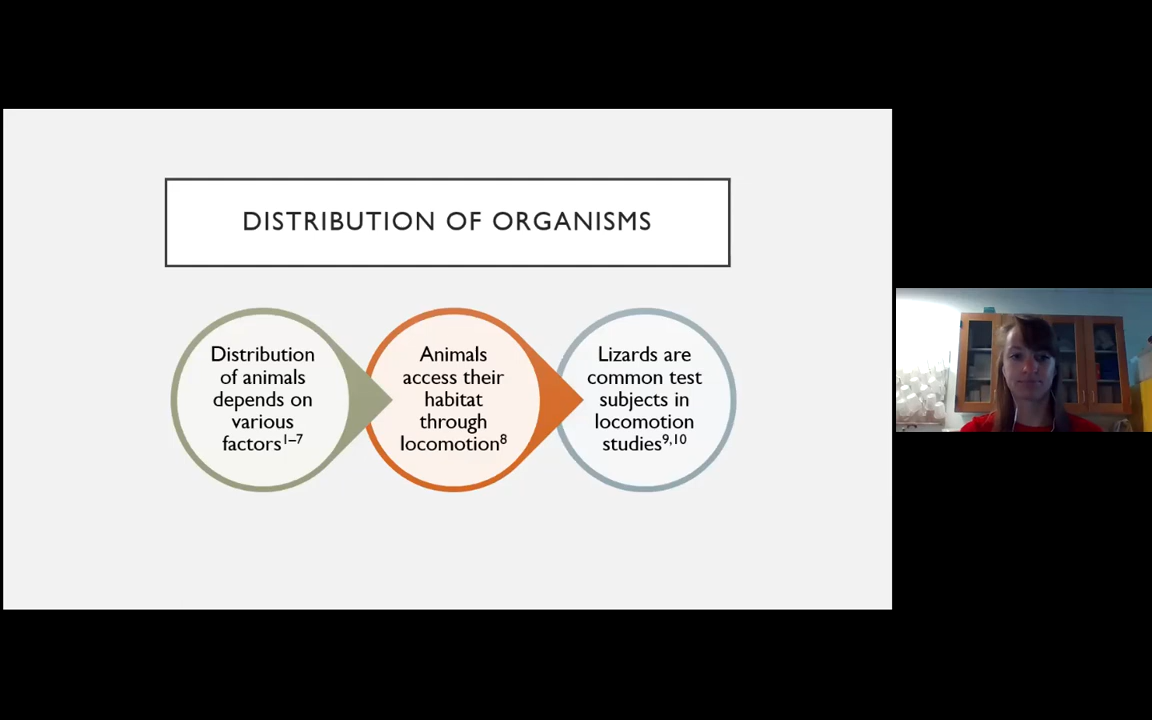 DISTRIBUTION OF ORGANISMS
Distribution
of animals
depends on
various
factors¹⁻⁷
Animals
access their
habitat
through
locomotion⁸
Lizards are
common test
subjects in
locomotion
studies⁹,¹⁰